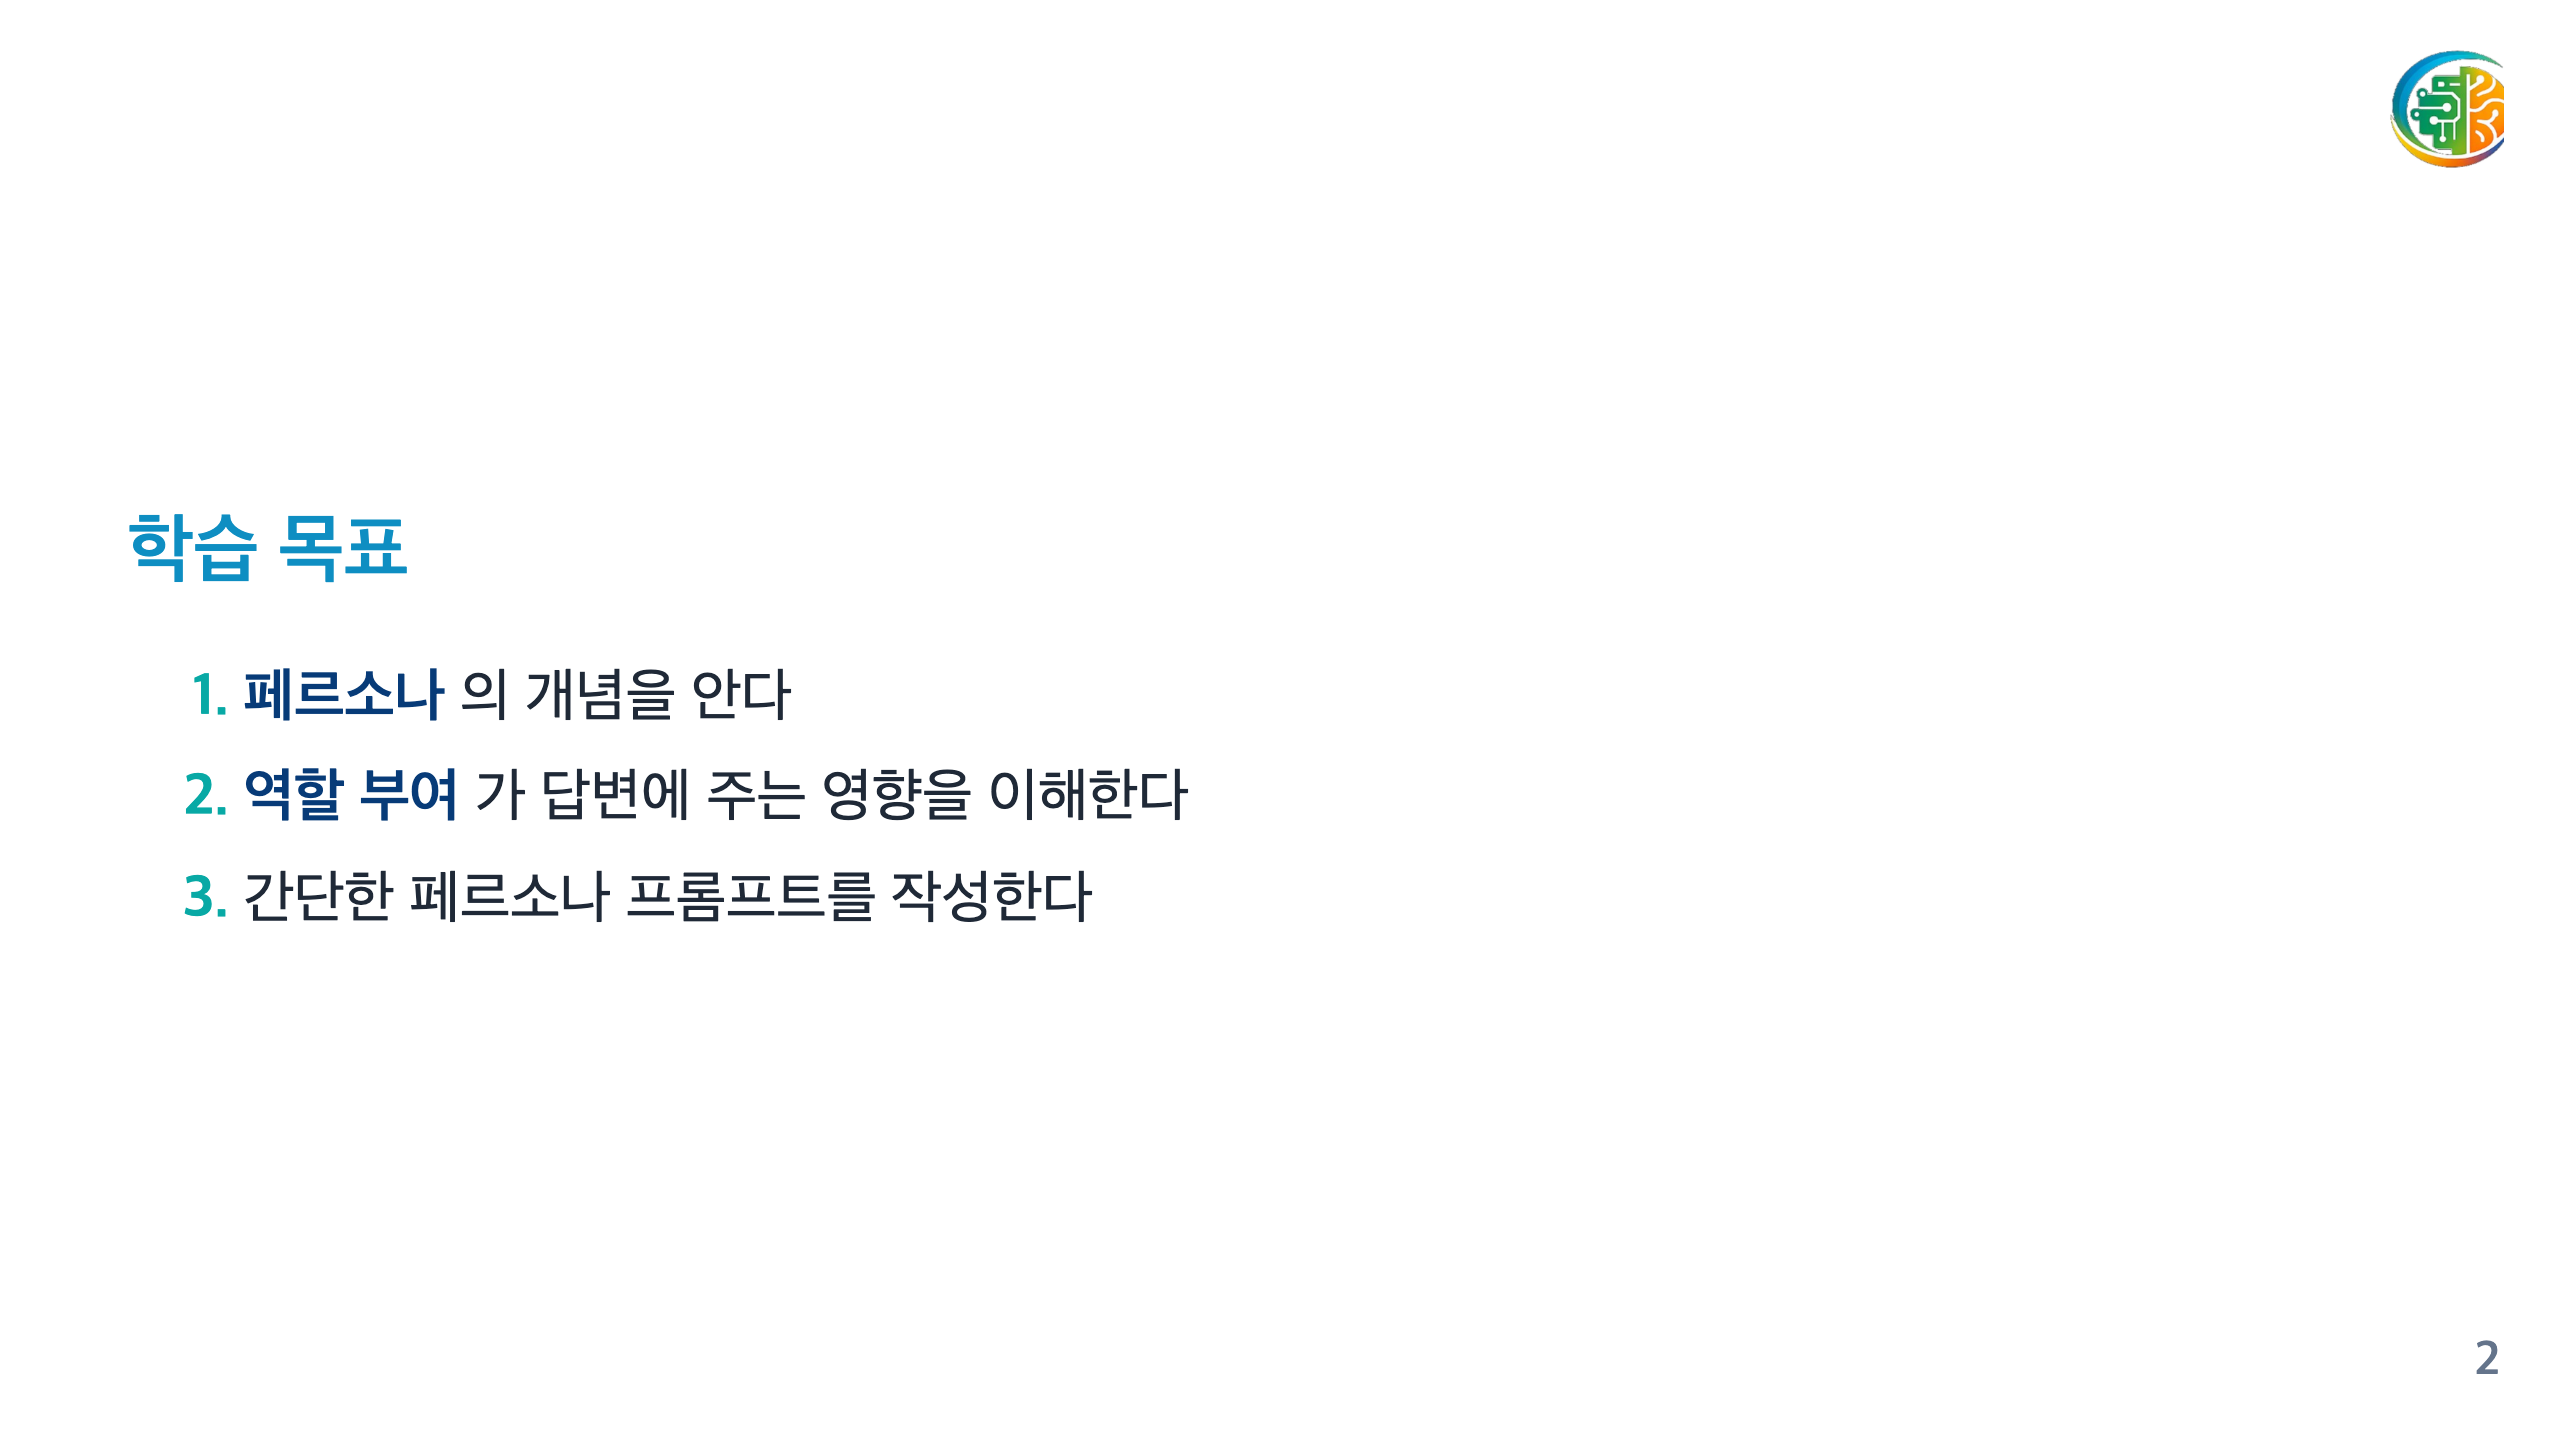 학습 목표
1. 페르소나 의 개념을 안다
2. 역할 부여 가 답변에 주는 영향을 이해한다
3. 간단한 페르소나 프롬프트를 작성한다
2